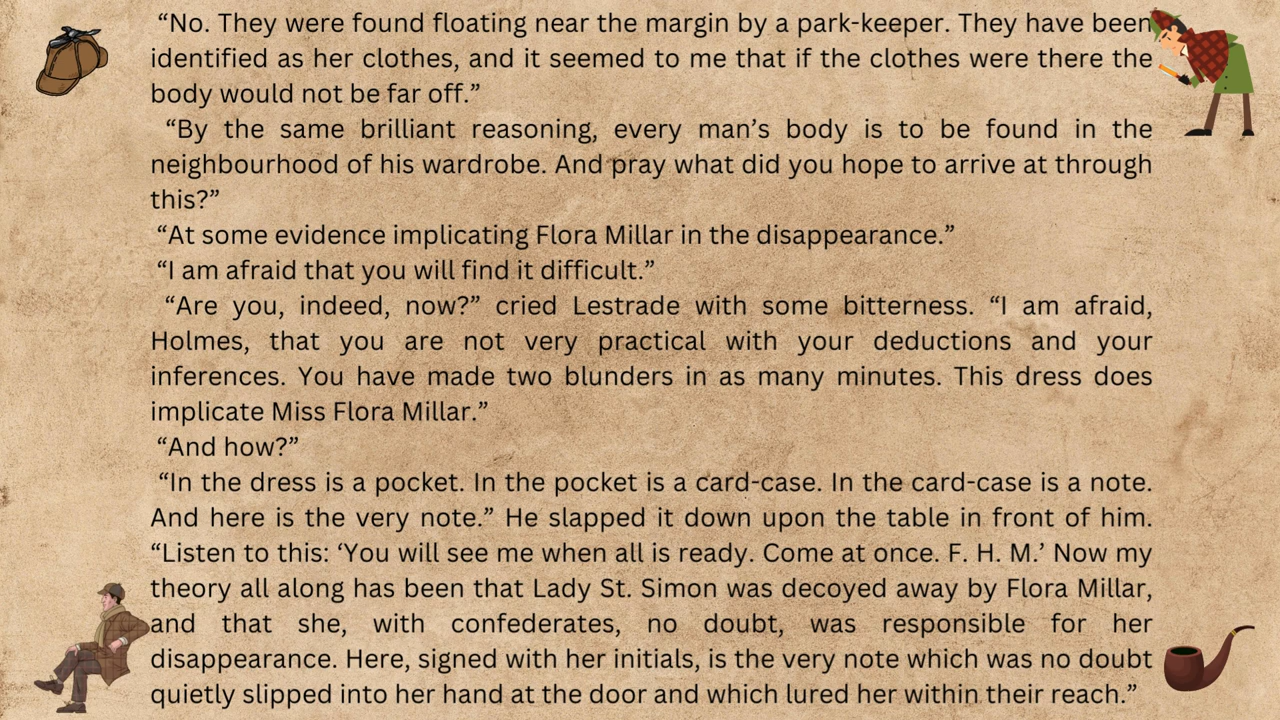 “No. They were found floating near the margin by a park-keeper. They have been
identified as her clothes, and it seemed to me that if the clothes were there the
body would not be far off.”
“By the same brilliant reasoning, every man’s body is to be found in the
neighbourhood of his wardrobe. And pray what did you hope to arrive at through
this?”
“At some evidence implicating Flora Millar in the disappearance.”
“I am afraid that you will find it difficult.”
“Are you, indeed, now?” cried Lestrade with some bitterness. “I am afraid,
Holmes, that you are not very practical with your deductions and your
inferences. You have made two blunders in as many minutes. This dress does
implicate Miss Flora Millar.”
“And how?”
“In the dress is a pocket. In the pocket is a card-case. In the card-case is a note.
And here is the very note.” He slapped it down upon the table in front of him.
“Listen to this: ‘You will see me when all is ready. Come at once. F. H. M.’ Now my
theory all along has been that Lady St. Simon was decoyed away by Flora Millar,
and that she, with confederates, no doubt, was responsible for her
disappearance. Here, signed with her initials, is the very note which was no doubt
quietly slipped into her hand at the door and which lured her within their reach.”